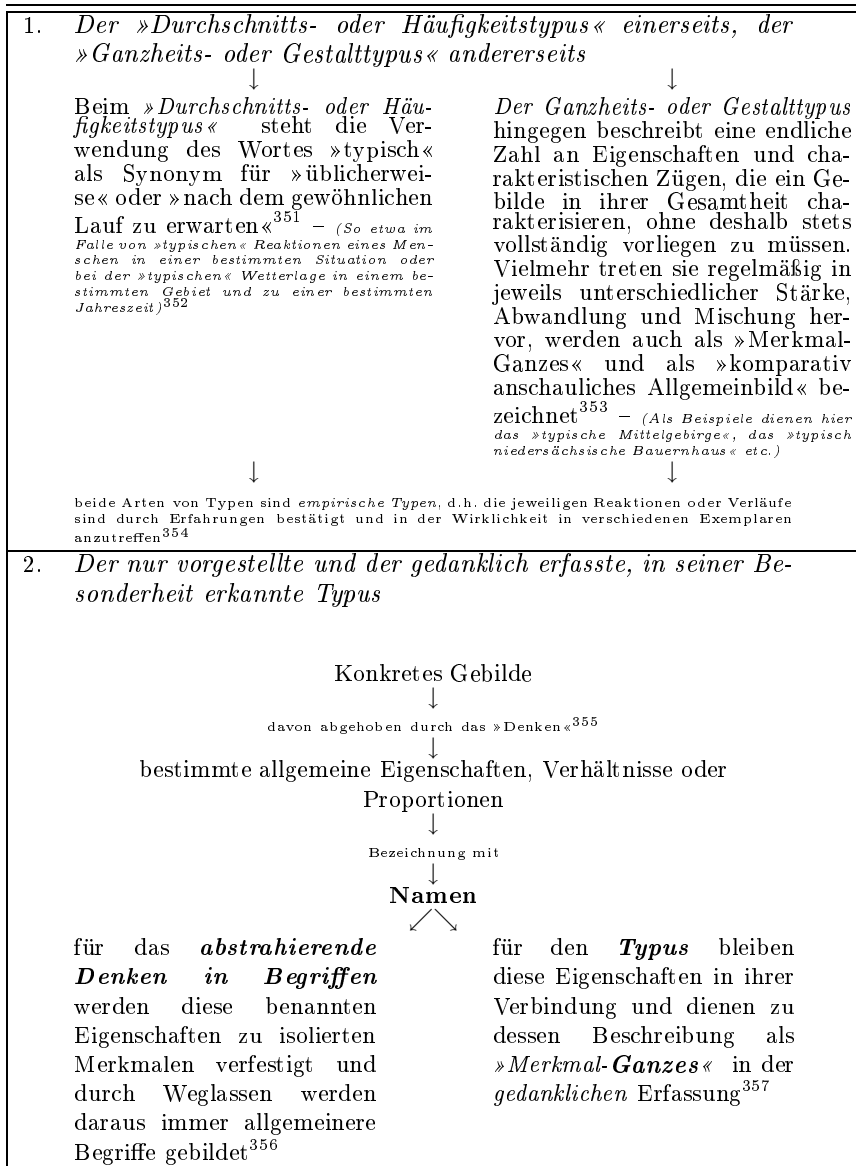 1. Der »Durchschnitts- oder Häufigkeitstypus« einerseits, der
»Ganzheits- oder Gestalttypus« andererseits
↓ ↓
Beim »Durchschnitts- oder Häu-
figkeitstypus« steht die Ver-
wendung des Wortes »typisch«
als Synonym für »üblicherwei-
se« oder »nach dem gewöhnlichen
Lauf zu erwarten«351 – (So etwa im
Falle von »typischen« Reaktionen eines Men-
schen in einer bestimmten Situation oder
bei der »typischen« Wetterlage in einem be-
stimmten Gebiet und zu einer bestimmten
Jahreszeit)352
Der Ganzheits- oder Gestalttypus
hingegen beschreibt eine endliche
Zahl an Eigenschaften und cha-
rakteristischen Zügen, die ein Ge-
bilde in ihrer Gesamtheit cha-
rakterisieren, ohne deshalb stets
vollständig vorliegen zu müssen.
Vielmehr treten sie regelmäßig in
jeweils unterschiedlicher Stärke,
Abwandlung und Mischung her-
vor, werden auch als »Merkmal-
Ganzes« und als »komparativ
anschauliches Allgemeinbild« be-
zeichnet353 – (Als Beispiele dienen hier
das »typische Mittelgebirge«, das »typisch
niedersächsische Bauernhaus« etc.)
↓ ↓
beide Arten von Typen sind empirische Typen, d.h. die jeweiligen Reaktionen oder Verläufe
sind durch Erfahrungen bestätigt und in der Wirklichkeit in verschiedenen Exemplaren
anzutreffen354
2. Der nur vorgestellte und der gedanklich erfasste, in seiner Be-
sonderheit erkannte Typus
Konkretes Gebilde
↓
davon abgehoben durch das »Denken«355
↓
bestimmte allgemeine Eigenschaften, Verhältnisse oder
Proportionen
↓
Bezeichnung mit
↓
Namen
↙↘
für das abstrahierende
Denken in Begriffen
werden diese benannten
Eigenschaften zu isolierten
Merkmalen verfestigt und
durch Weglassen werden
daraus immer allgemeinere
Begriffe gebildet356
für den Typus bleiben
diese Eigenschaften in ihrer
Verbindung und dienen zu
dessen Beschreibung als
»Merkmal-Ganzes« in der
gedanklichen Erfassung357